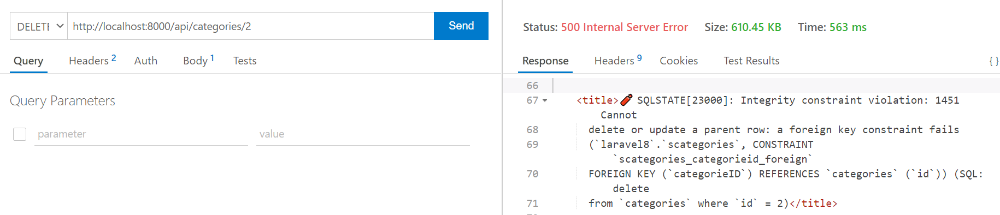 DELETE http://localhost:8000/api/categories/2 Send
Status: 500 Internal Server Error Size: 610.45 KB Time: 563 ms
Query Headers 2 Auth Body 1 Tests
Response Headers 9 Cookies Test Results { }
Query Parameters
parameter value
66
67 <title>🧨 SQLSTATE[23000]: Integrity constraint violation: 1451
Cannot
68 delete or update a parent row: a foreign key constraint fails
69 (`laravel8`.`scategories`, CONSTRAINT
`scategories_categorieid_foreign`
70 FOREIGN KEY (`categorieID`) REFERENCES `categories` (`id`)) (SQL:
delete
71 from `categories` where `id` = 2)</title>